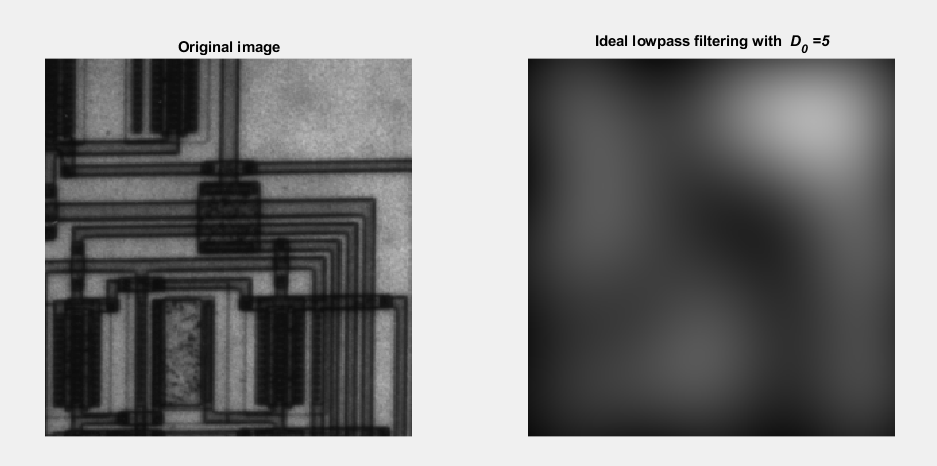 Original image
Ideal lowpass filtering with D₀ =5